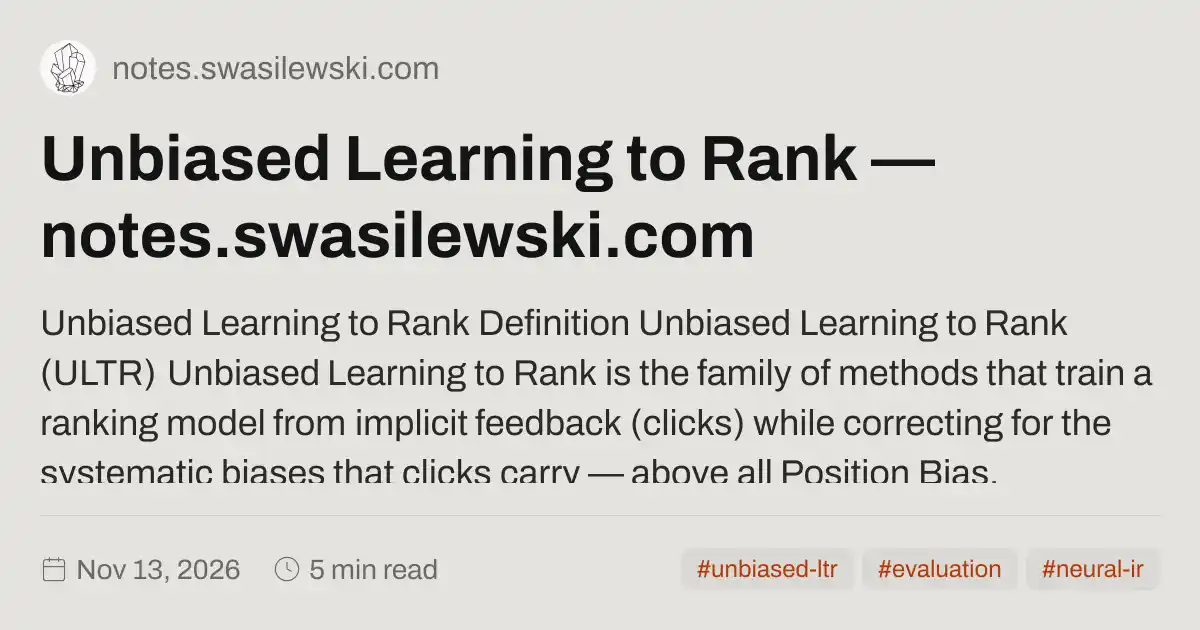 notes.swasilewski.com
Unbiased Learning to Rank —
notes.swasilewski.com
Unbiased Learning to Rank Definition Unbiased Learning to Rank
(ULTR) Unbiased Learning to Rank is the family of methods that train a
ranking model from implicit feedback (clicks) while correcting for the
systematic biases that clicks carry — above all Position Bias.
Nov 13, 2026
5 min read
#unbiased-ltr
#evaluation
#neural-ir